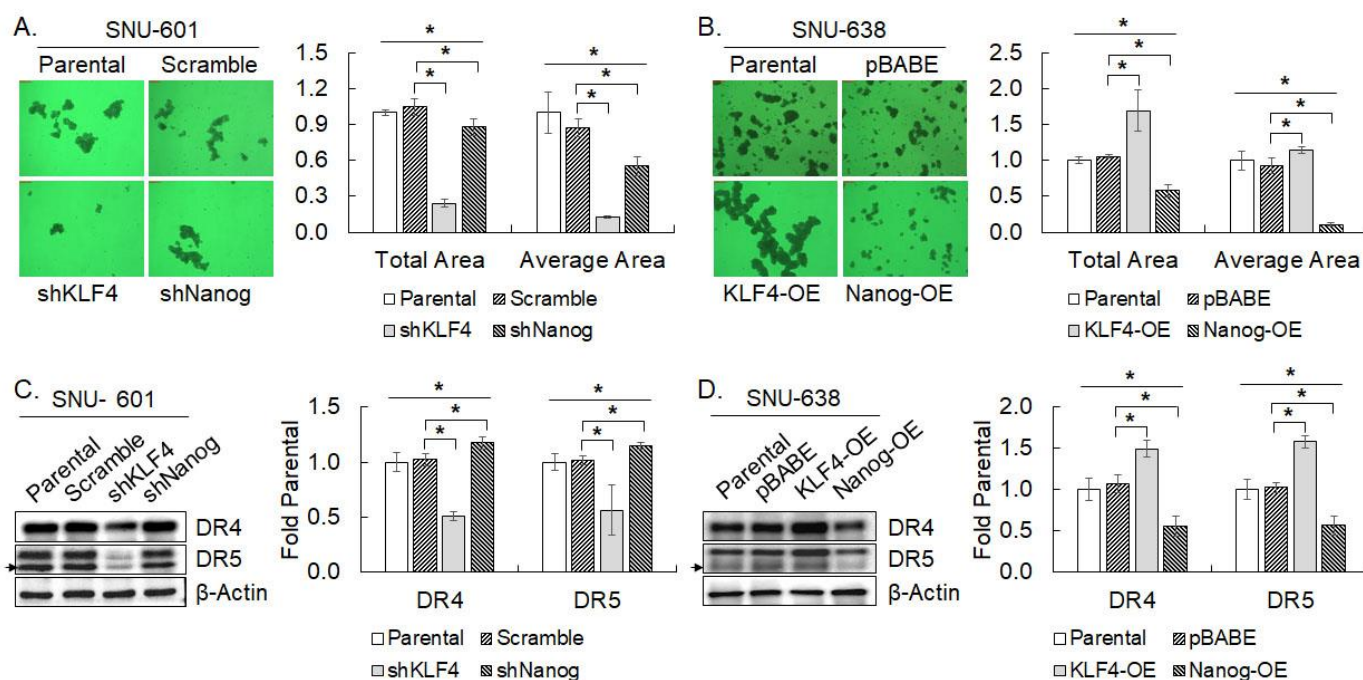 A.
SNU-601
Parental
Scramble
shKLF4
shNanog
1.5
1.2
0.9
0.6
0.3
0.0
*
*
*
*
*
*
Total Area
Average Area
Parental
Scramble
shKLF4
shNanog
B.
SNU-638
Parental
pBABE
KLF4-OE
Nanog-OE
2.5
2.0
1.5
1.0
0.5
0.0
*
*
*
*
*
*
Total Area
Average Area
Parental
pBABE
KLF4-OE
Nanog-OE
C.
SNU- 601
Parental
Scramble
shKLF4
shNanog
DR4
DR5
β-Actin
Fold Parental
1.5
1.0
0.5
0.0
*
*
*
*
*
*
DR4
DR5
Parental
Scramble
shKLF4
shNanog
D.
SNU-638
Parental
pBABE
KLF4-OE
Nanog-OE
DR4
DR5
β-Actin
2.0
1.5
1.0
0.5
0.0
*
*
*
*
*
*
DR4
DR5
Parental
pBABE
KLF4-OE
Nanog-OE